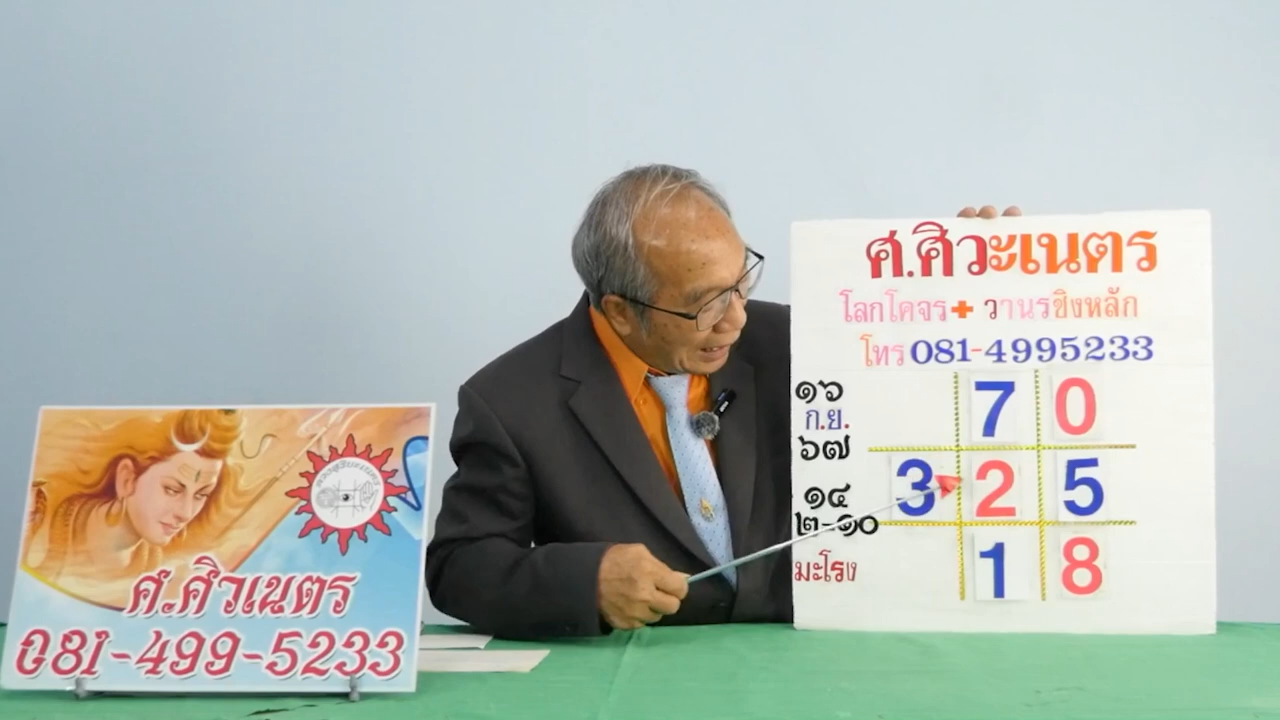 ศ.ศิวเนตร
081-499-5233
ศ.ศิวะเนตร
โลกโคจร+ วานรชิงหลัก
โทร 081-4995233
๑๖
ก.ย.
๖๗
๑๔
๒-๑๐
มะโรง
7 0
3 2 5
1 8